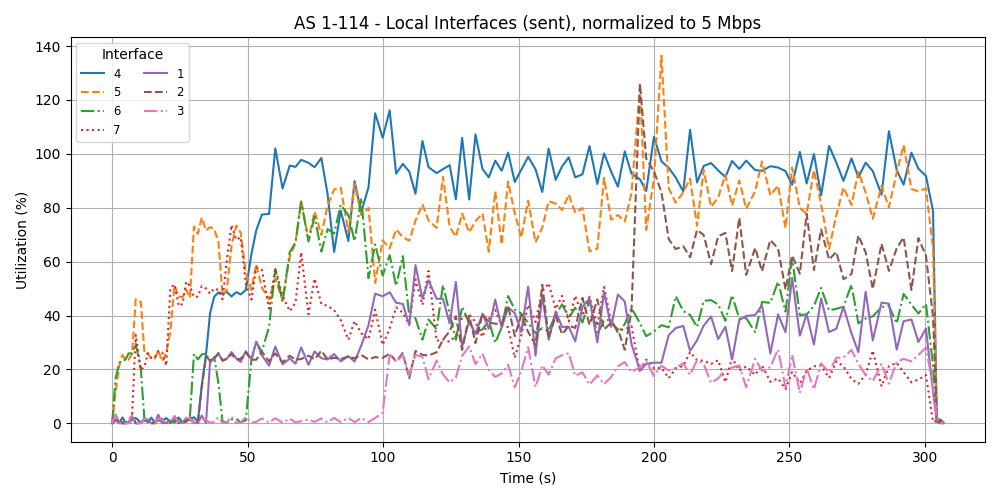 AS 1-114 - Local Interfaces (sent), normalized to 5 Mbps
Interface
4 1
5 2
6 3
7
Utilization (%)
140
120
100
80
60
40
20
0
0 50 100 150 200 250 300
Time (s)